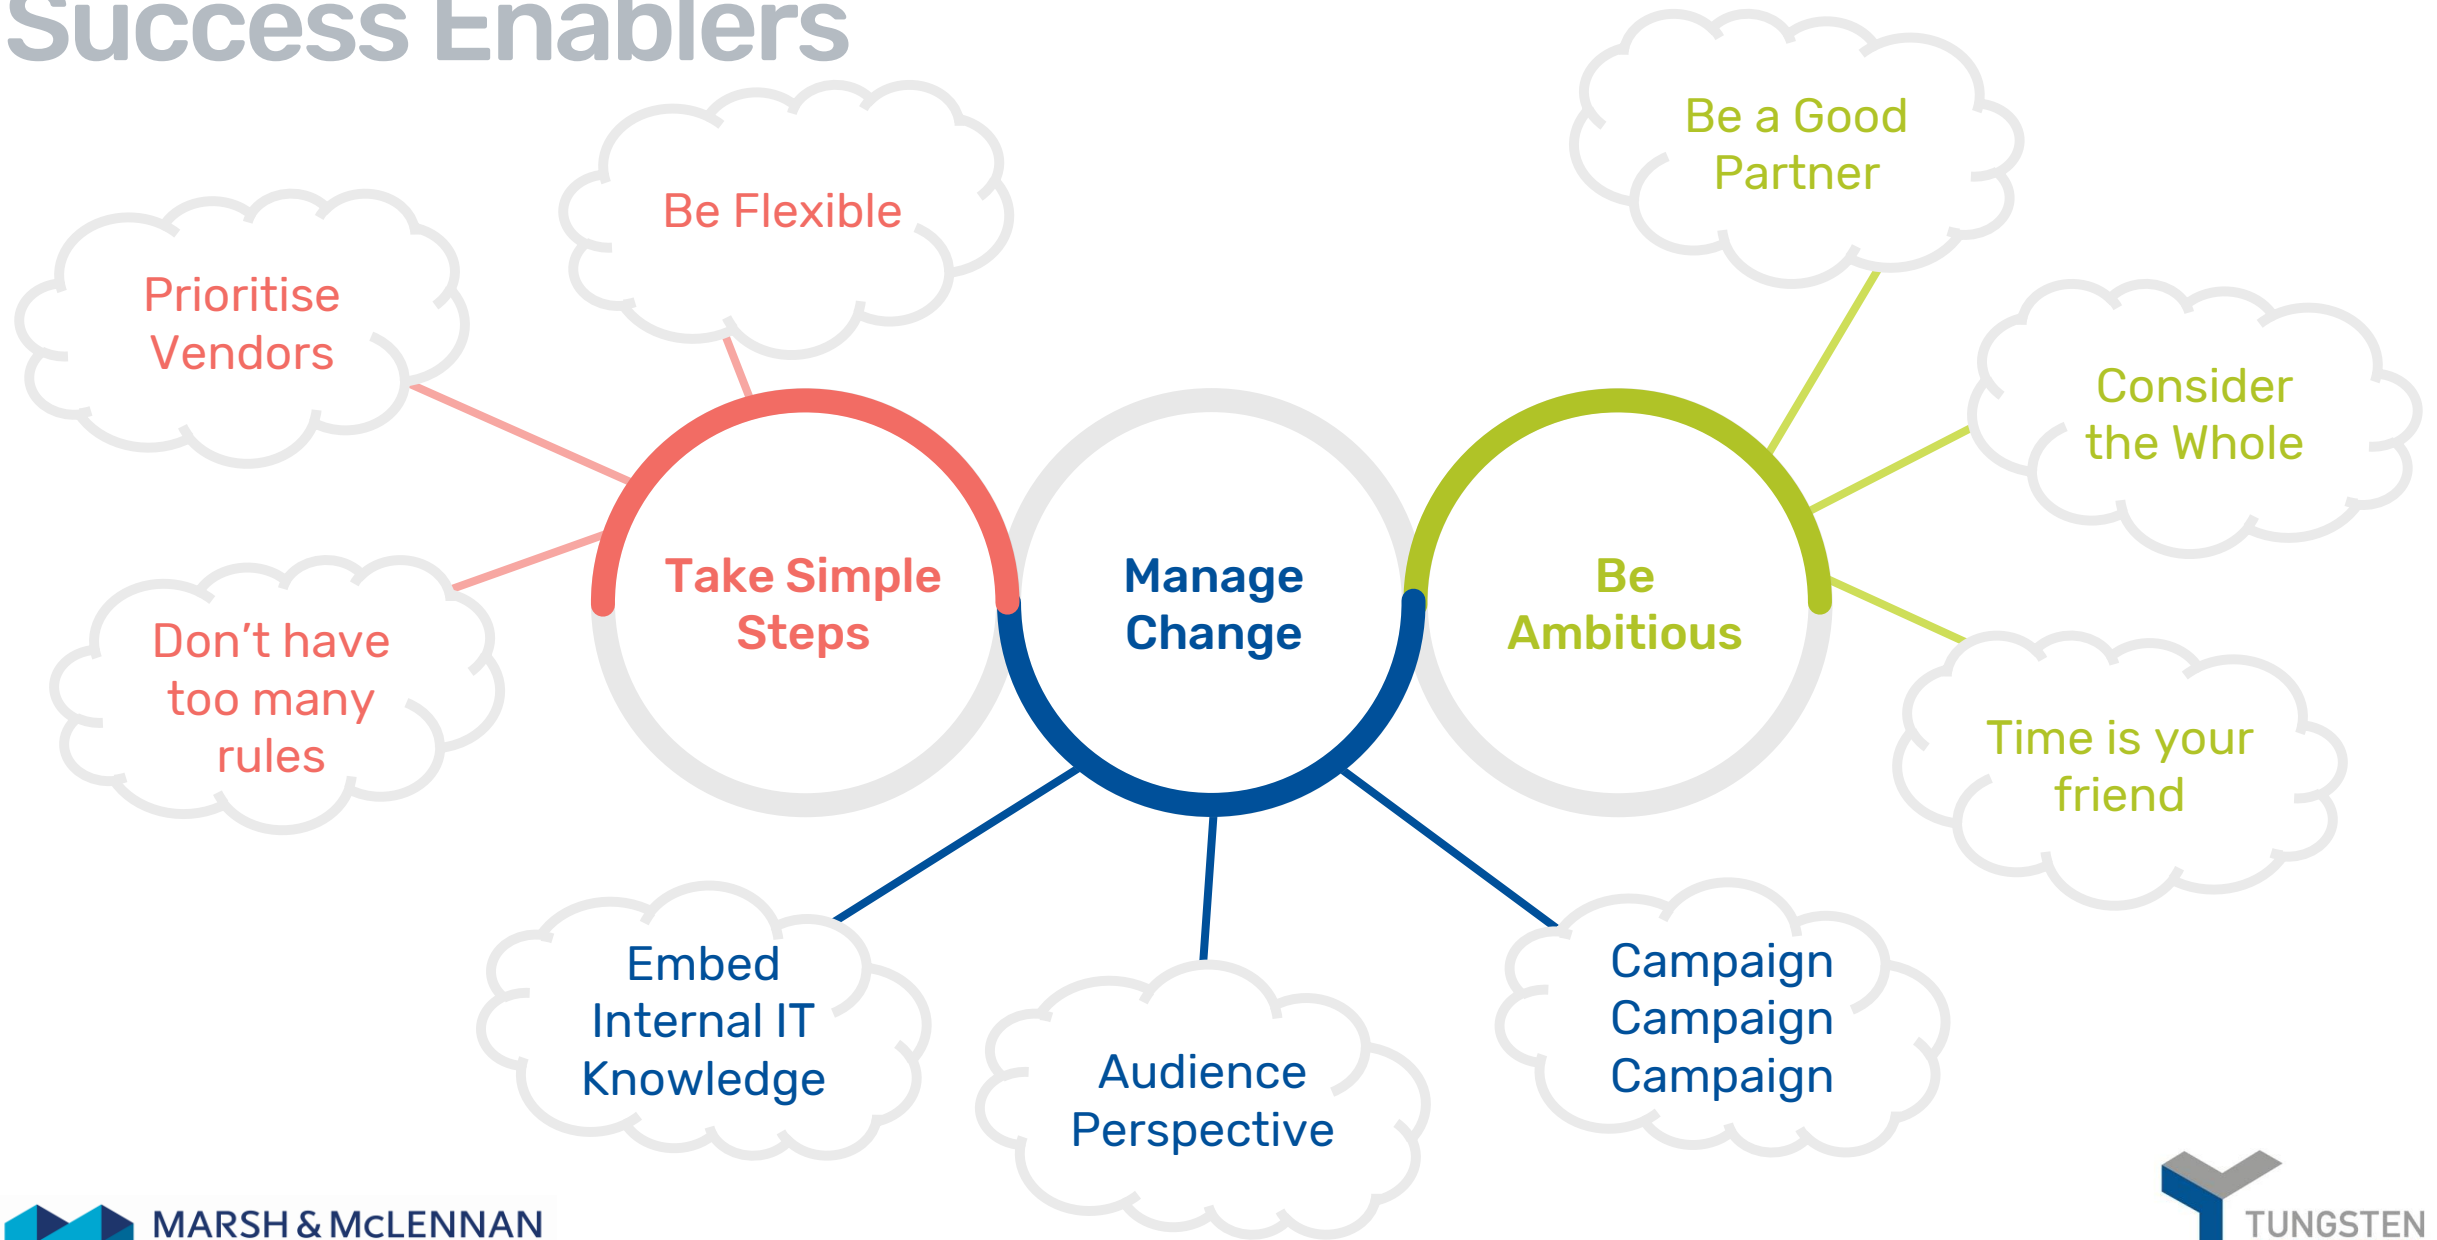 Success Enablers
Be Flexible
Prioritise
Vendors
Don't have
too many
rules
Take Simple
Steps
Manage
Change
Be
Ambitious
Be a Good
Partner
Consider
the Whole
Time is your
friend
Embed
Internal IT
Knowledge
Audience
Perspective
Campaign
Campaign
Campaign
MARSH & McLENNAN
TUNGSTEN